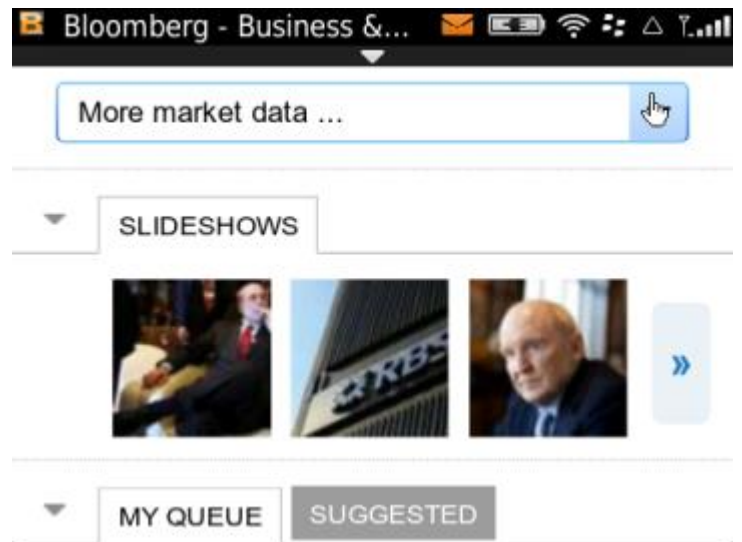 B Bloomberg - Business &...
More market data ...
SLIDESHOWS
RBS
»
MY QUEUE SUGGESTED